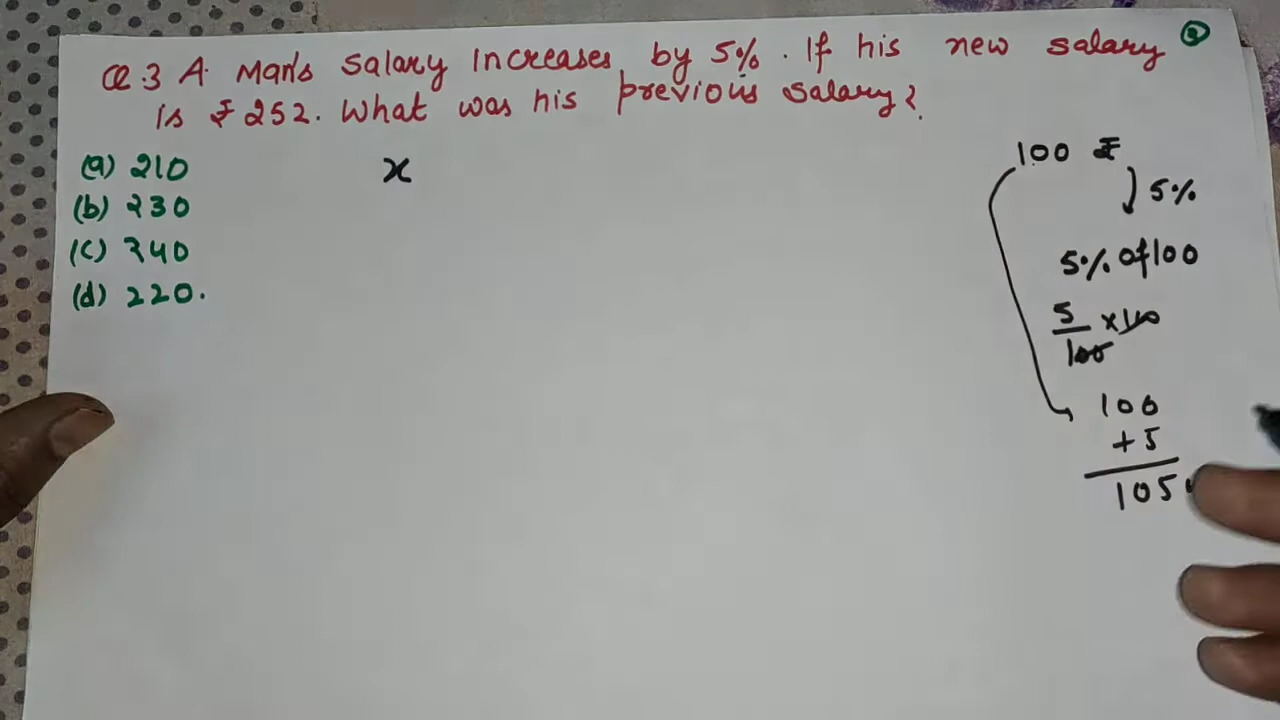 Q.3 A Man's salary increases by 5%. If his new salary
is ₹252. What was his previous salary?
(a) 210
(b) 230
(c) 240
(d) 220.
x
100 ₹
5%
5% of 100
5/100 × 100
100
+5
105